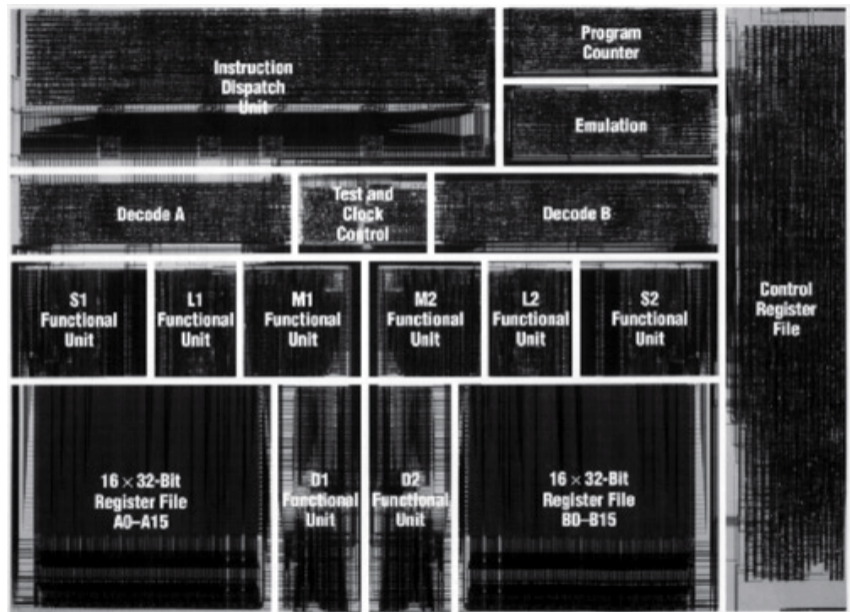 Instruction
Dispatch
Unit
Program
Counter
Emulation
Decode A
Test and
Clock
Control
Decode B
S1
Functional
Unit
L1
Functional
Unit
M1
Functional
Unit
M2
Functional
Unit
L2
Functional
Unit
S2
Functional
Unit
Control
Register
File
16 × 32-Bit
Register File
A0–A15
D1
Functional
Unit
D2
Functional
Unit
16 × 32-Bit
Register File
B0–B15